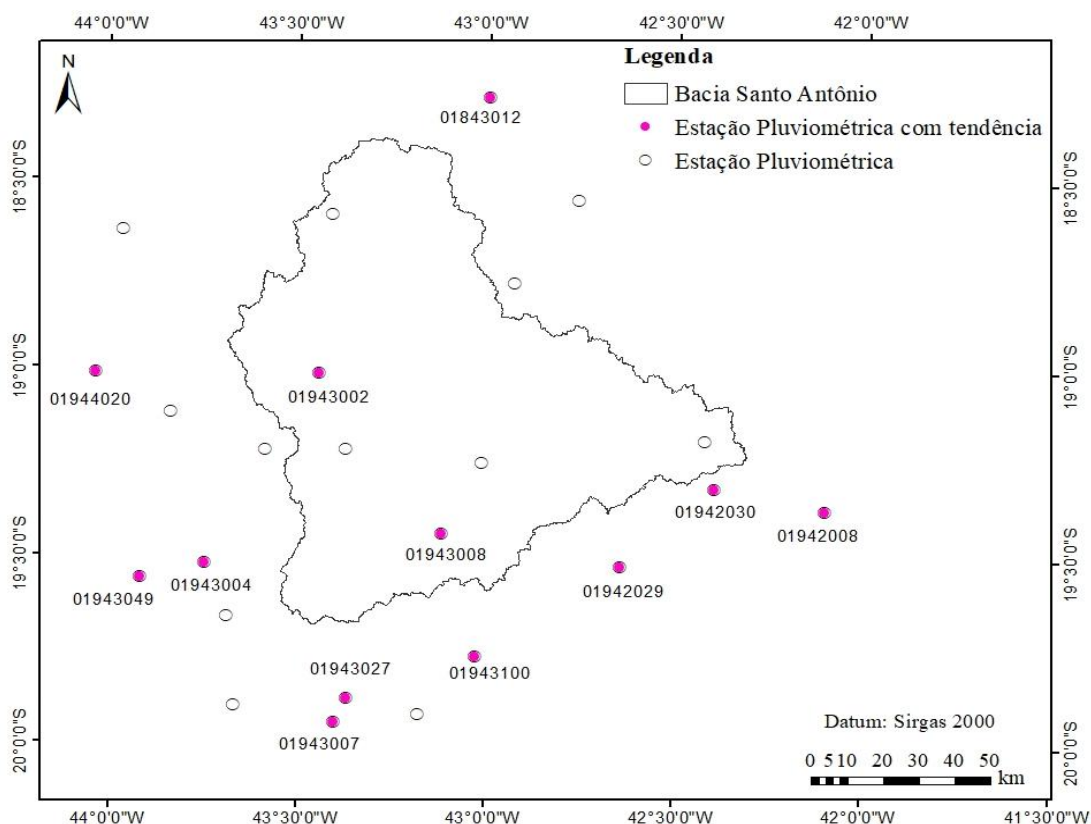 44°0'0"W 43°30'0"W 43°0'0"W 42°30'0"W 42°0'0"W
N
Legenda
Bacia Santo Antônio
Estação Pluviométrica com tendência
Estação Pluviométrica
01843012
18°30'0"S 18°30'0"S
19°0'0"S 19°0'0"S
01944020
01943002
01942030
01942008
01943008
19°30'0"S 19°30'0"S
01943004
01943049
01942029
01943027
01943100
01943007
Datum: Sirgas 2000
20°0'0"S 20°0'0"S
0 5 10 20 30 40 50
km
44°0'0"W 43°30'0"W 43°0'0"W 42°30'0"W 42°0'0"W 41°30'0"W